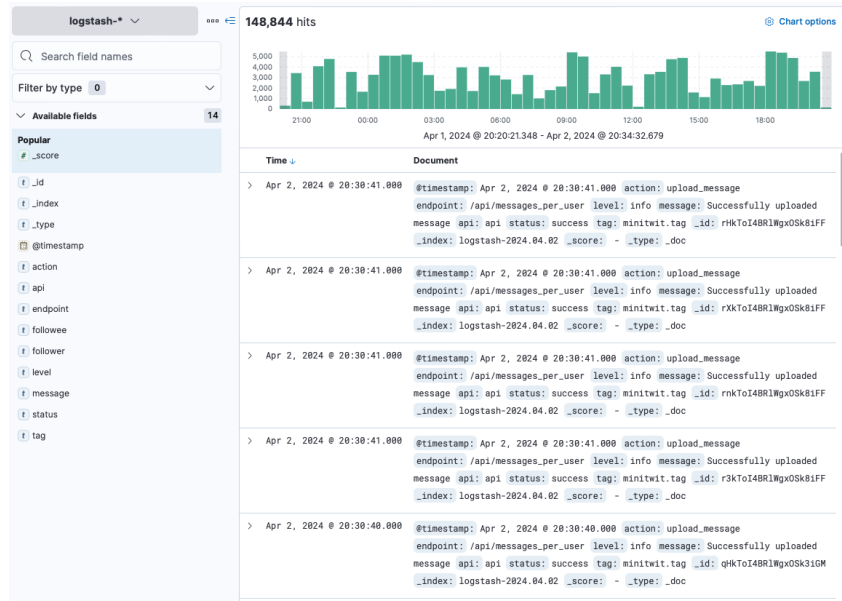 logstash-*
148,844 hits
Chart options
Search field names
Filter by type 0
Available fields 14
Popular
# _score
t _id
t _index
t _type
@timestamp
t action
t api
t endpoint
t followee
t follower
t level
t message
t status
t tag
5,000
4,000
3,000
2,000
1,000
0
21:00 00:00 03:00 06:00 09:00 12:00 15:00 18:00
Apr 1, 2024 @ 20:20:21.348 - Apr 2, 2024 @ 20:34:32.679
Time Document
Apr 2, 2024 @ 20:30:41.000
@timestamp: Apr 2, 2024 @ 20:30:41.000 action: upload_message
endpoint: /api/messages_per_user level: info message: Successfully uploaded
message api: api status: success tag: minitwit.tag _id: rHkToI4BRlWgxOSk8iFF
_index: logstash-2024.04.02 _score: - _type: _doc
Apr 2, 2024 @ 20:30:41.000
@timestamp: Apr 2, 2024 @ 20:30:41.000 action: upload_message
endpoint: /api/messages_per_user level: info message: Successfully uploaded
message api: api status: success tag: minitwit.tag _id: rXkToI4BRlWgxOSk8iFF
_index: logstash-2024.04.02 _score: - _type: _doc
Apr 2, 2024 @ 20:30:41.000
@timestamp: Apr 2, 2024 @ 20:30:41.000 action: upload_message
endpoint: /api/messages_per_user level: info message: Successfully uploaded
message api: api status: success tag: minitwit.tag _id: rnkToI4BRlWgxOSk8iFF
_index: logstash-2024.04.02 _score: - _type: _doc
Apr 2, 2024 @ 20:30:41.000
@timestamp: Apr 2, 2024 @ 20:30:41.000 action: upload_message
endpoint: /api/messages_per_user level: info message: Successfully uploaded
message api: api status: success tag: minitwit.tag _id: r3kToI4BRlWgxOSk8iFF
_index: logstash-2024.04.02 _score: - _type: _doc
Apr 2, 2024 @ 20:30:40.000
@timestamp: Apr 2, 2024 @ 20:30:40.000 action: upload_message
endpoint: /api/messages_per_user level: info message: Successfully uploaded
message api: api status: success tag: minitwit.tag _id: qHkToI4BRlWgxOSk3iGM
_index: logstash-2024.04.02 _score: - _type: _doc